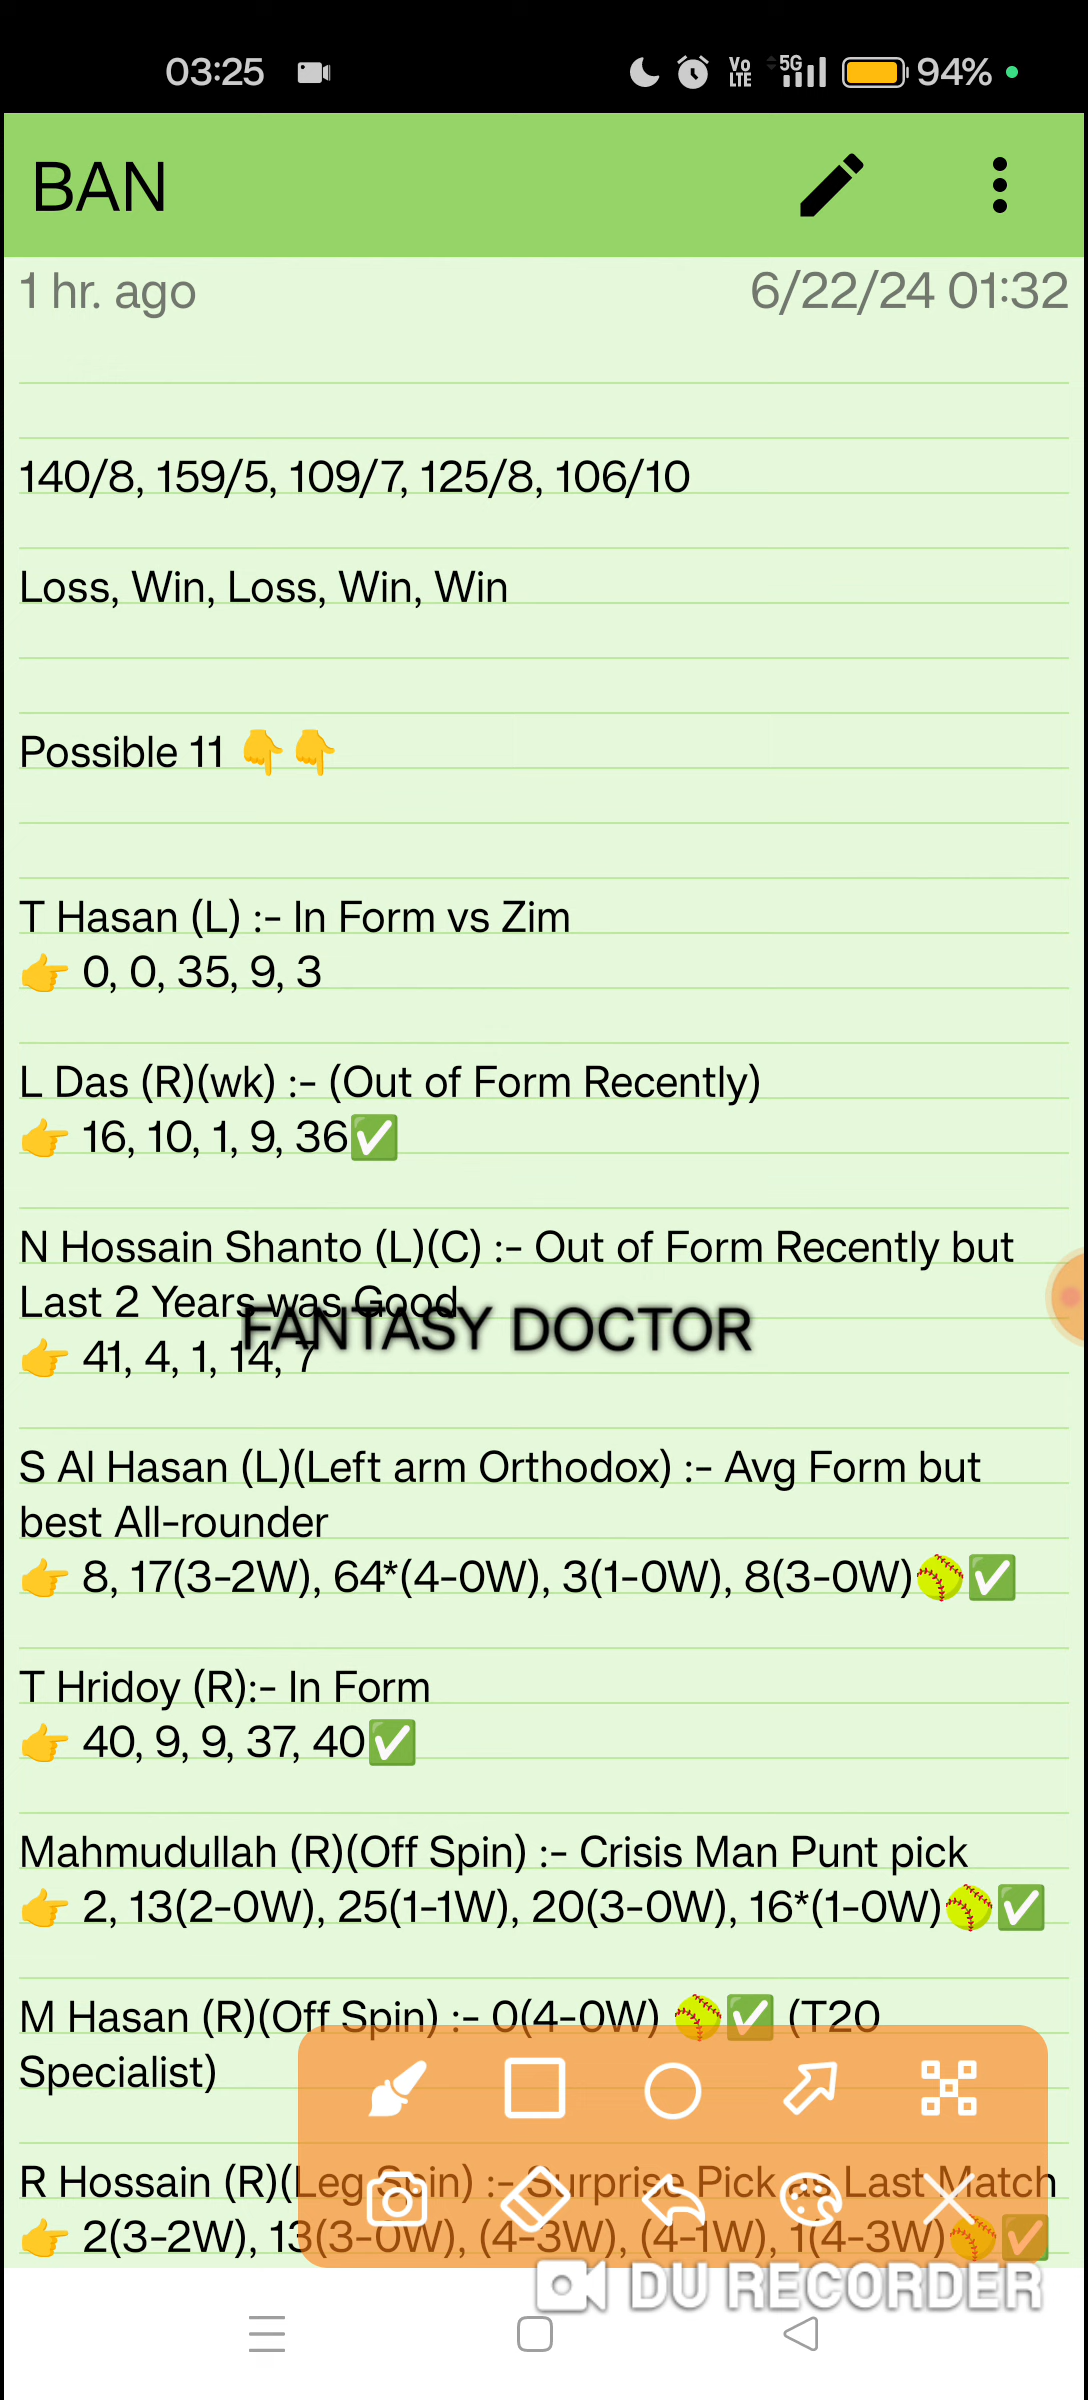 03:25 Vo LTE 5G 94%
BAN
1 hr. ago 6/22/24 01:32
140/8, 159/5, 109/7, 125/8, 106/10
Loss, Win, Loss, Win, Win
Possible 11 👇👇
T Hasan (L) :- In Form vs Zim
👉 0, 0, 35, 9, 3
L Das (R)(wk) :- (Out of Form Recently)
👉 16, 10, 1, 9, 36✅
N Hossain Shanto (L)(C) :- Out of Form Recently but
Last 2 Years was Good
FANTASY DOCTOR
👉 41, 4, 1, 14, 7
S Al Hasan (L)(Left arm Orthodox) :- Avg Form but
best All-rounder
👉 8, 17(3-2W), 64*(4-0W), 3(1-0W), 8(3-0W)🥎✅
T Hridoy (R):- In Form
👉 40, 9, 9, 37, 40✅
Mahmudullah (R)(Off Spin) :- Crisis Man Punt pick
👉 2, 13(2-0W), 25(1-1W), 20(3-0W), 16*(1-0W)🥎✅
M Hasan (R)(Off Spin) :- 0(4-0W) 🥎✅ (T20
Specialist)
R Hossain (R)(Leg Spin) :- Surprise Pick as Last Match
👉 2(3-2W), 13(3-0W), (4-3W), (4-1W), 1(4-3W)🥎✅
DU RECORDER